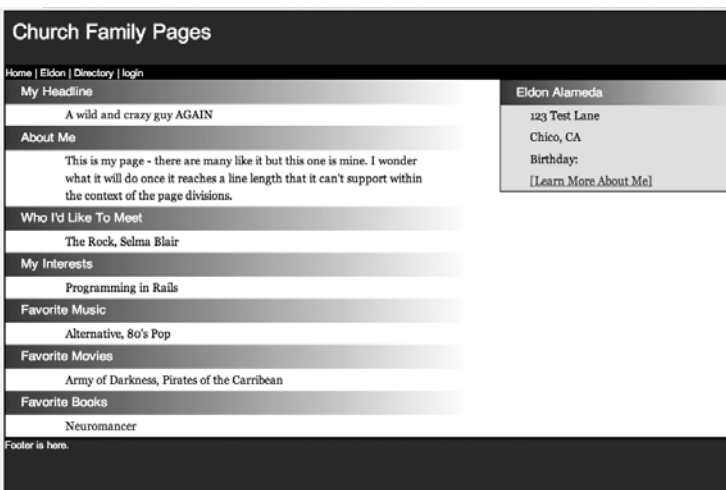 Church Family Pages
Home | Eldon | Directory | login
My Headline
A wild and crazy guy AGAIN
About Me
This is my page - there are many like it but this one is mine. I wonder
what it will do once it reaches a line length that it can't support within
the context of the page divisions.
Who I'd Like To Meet
The Rock, Selma Blair
My Interests
Programming in Rails
Favorite Music
Alternative, 80's Pop
Favorite Movies
Army of Darkness, Pirates of the Carribean
Favorite Books
Neuromancer
Eldon Alameda
123 Test Lane
Chico, CA
Birthday:
[Learn More About Me]
Footer is here.